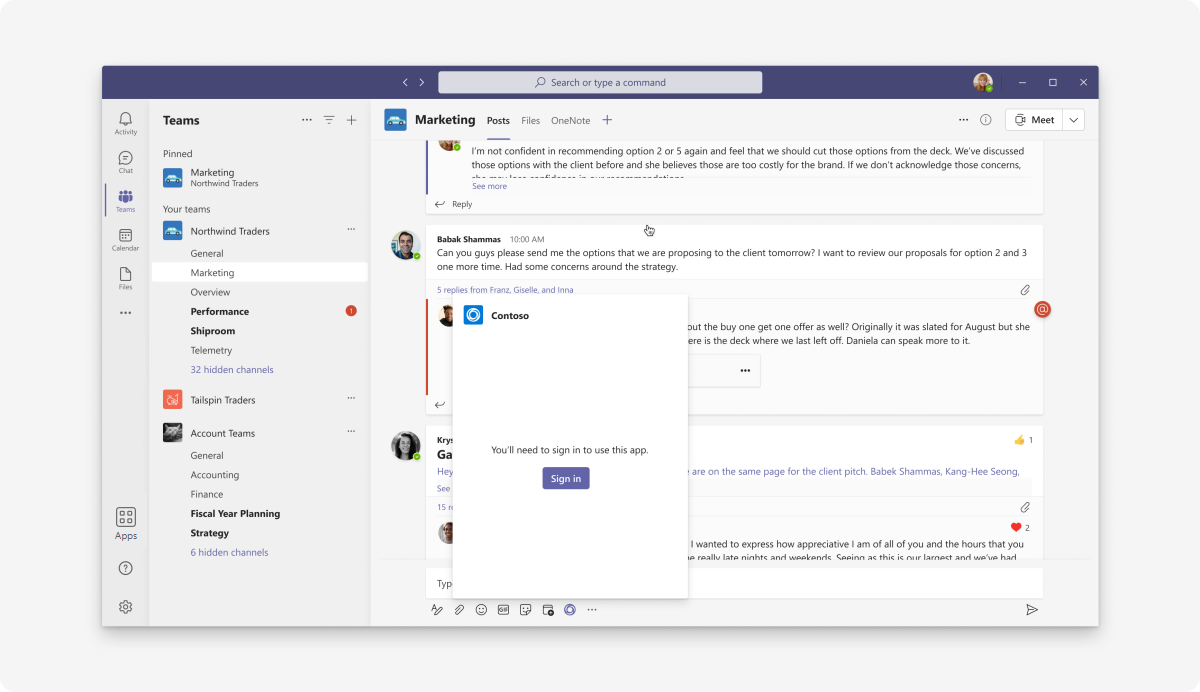 Search or type a command
Activity
Chat
Teams
Calendar
Files
Apps
Teams
Pinned
Marketing
Northwind Traders
Your teams
Northwind Traders
General
Marketing
Overview
Performance
1
Shiproom
Telemetry
32 hidden channels
Tailspin Traders
Account Teams
General
Accounting
Finance
Fiscal Year Planning
Strategy
6 hidden channels
Marketing
Posts
Files
OneNote
Meet
I'm not confident in recommending option 2 or 5 again and feel that we should cut those options from the deck. We've discussed
those options with the client before and she believes those are too costly for the brand. If we don't acknowledge those concerns,
she may lose confidence in our recommendations.
See more
Reply
Babak Shammas 10:00 AM
Can you guys please send me the options that we are proposing to the client tomorrow? I want to review our proposals for option 2 and 3
one more time. Had some concerns around the strategy.
5 replies from Franz, Giselle, and Inna
out the buy one get one offer as well? Originally it was slated for August but she
ere is the deck where we last left off. Daniela can speak more to it.
@
Contoso
You'll need to sign in to use this app.
Sign in
Krys
1
Ga
Hey
are on the same page for the client pitch. Babak Shammas, Kang-Hee Seong,
See
15 re
2
I wanted to express how appreciative I am of all of you and the hours that you
e really late nights and weekends. Seeing as this is our largest and we've had
Typ
GIF